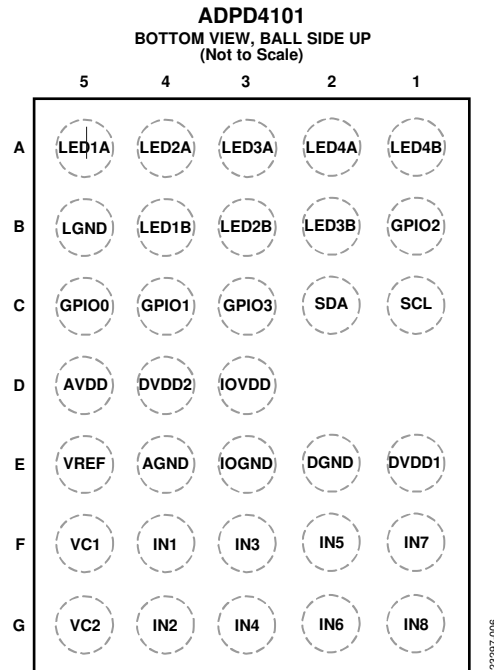 ADPD4101
BOTTOM VIEW, BALL SIDE UP
(Not to Scale)
5 4 3 2 1
A LED1A LED2A LED3A LED4A LED4B
B LGND LED1B LED2B LED3B GPIO2
C GPIO0 GPIO1 GPIO3 SDA SCL
D AVDD DVDD2 IOVDD
E VREF AGND IOGND DGND DVDD1
F VC1 IN1 IN3 IN5 IN7
G VC2 IN2 IN4 IN6 IN8